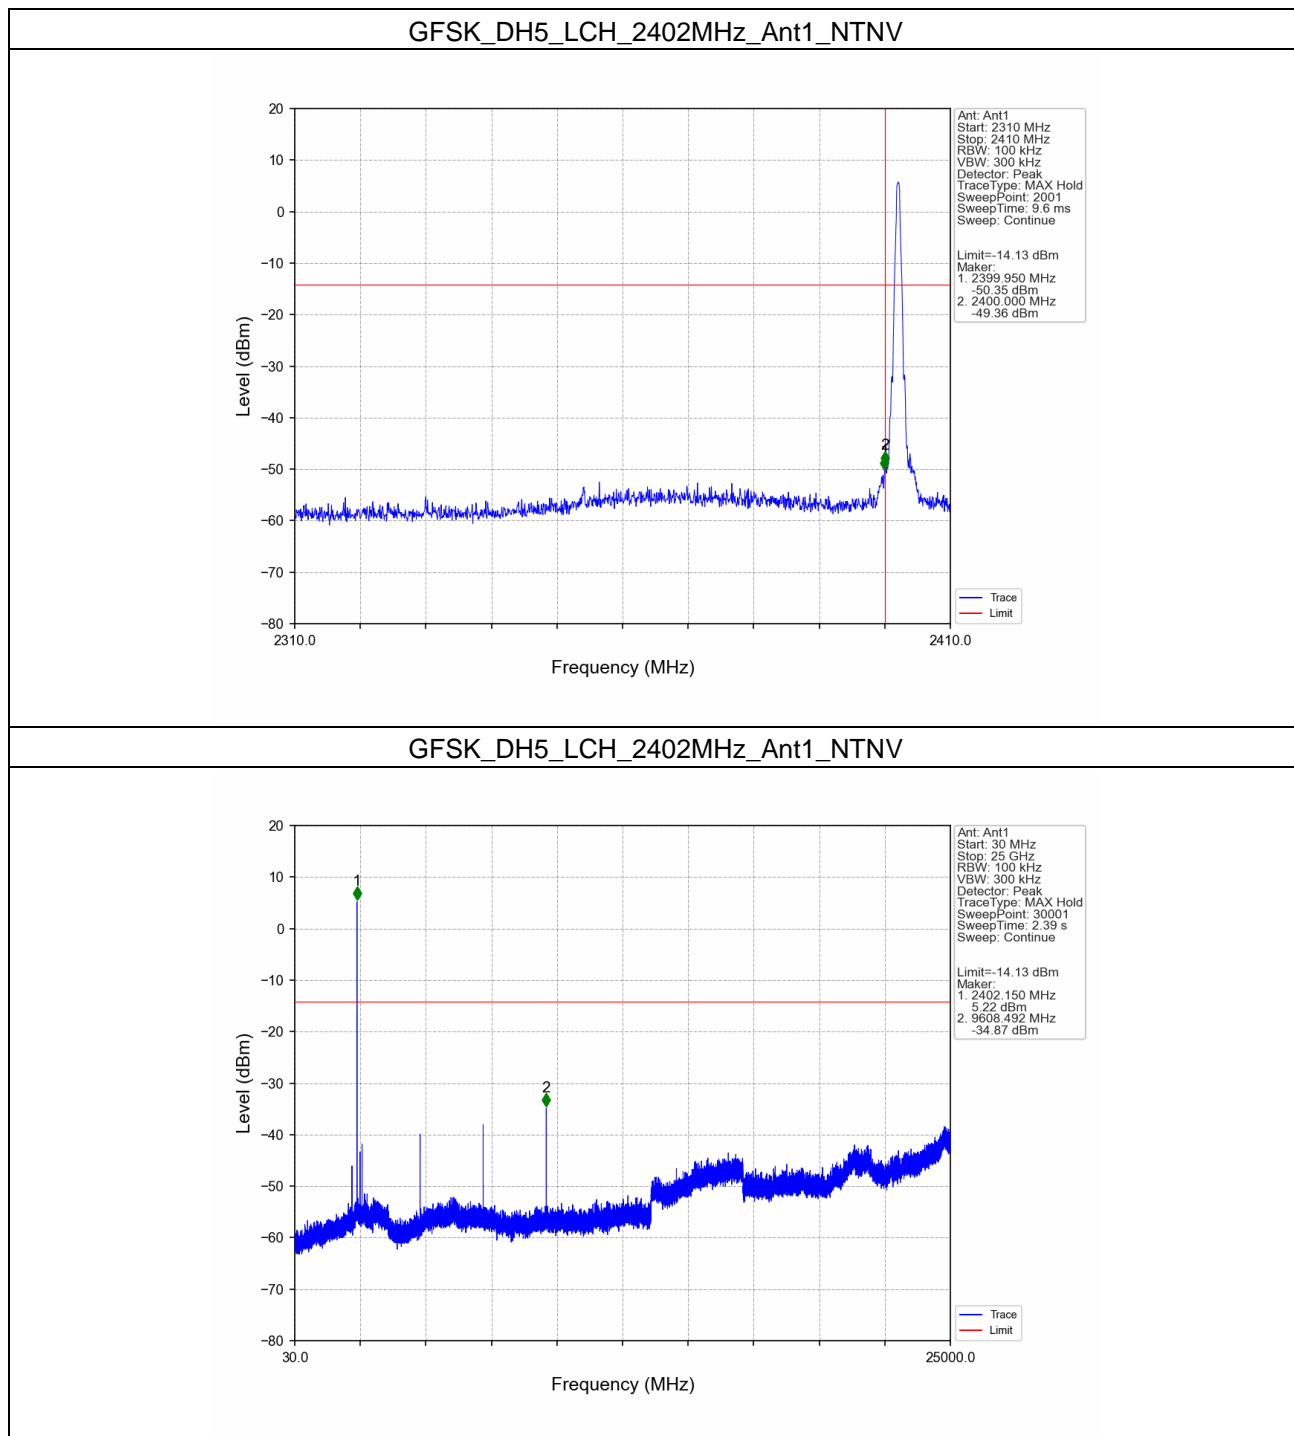 GFSK_DH5_LCH_2402MHz_Ant1_NTNV
20
10
0
−10
−20
−30
−40
−50
−60
−70
−80
Level (dBm)
2
2310.0
2410.0
Frequency (MHz)
Ant: Ant1
Start: 2310 MHz
Stop: 2410 MHz
RBW: 100 kHz
VBW: 300 kHz
Detector: Peak
TraceType: MAX Hold
SweepPoint: 2001
SweepTime: 9.6 ms
Sweep: Continue
Limit=-14.13 dBm
Maker:
1. 2399.950 MHz
-50.35 dBm
2. 2400.000 MHz
-49.36 dBm
Trace
Limit
GFSK_DH5_LCH_2402MHz_Ant1_NTNV
20
10
0
−10
−20
−30
−40
−50
−60
−70
−80
Level (dBm)
1
2
30.0
25000.0
Frequency (MHz)
Ant: Ant1
Start: 30 MHz
Stop: 25 GHz
RBW: 100 kHz
VBW: 300 kHz
Detector: Peak
TraceType: MAX Hold
SweepPoint: 30001
SweepTime: 2.39 s
Sweep: Continue
Limit=-14.13 dBm
Maker:
1. 2402.150 MHz
5.22 dBm
2. 9608.492 MHz
-34.87 dBm
Trace
Limit